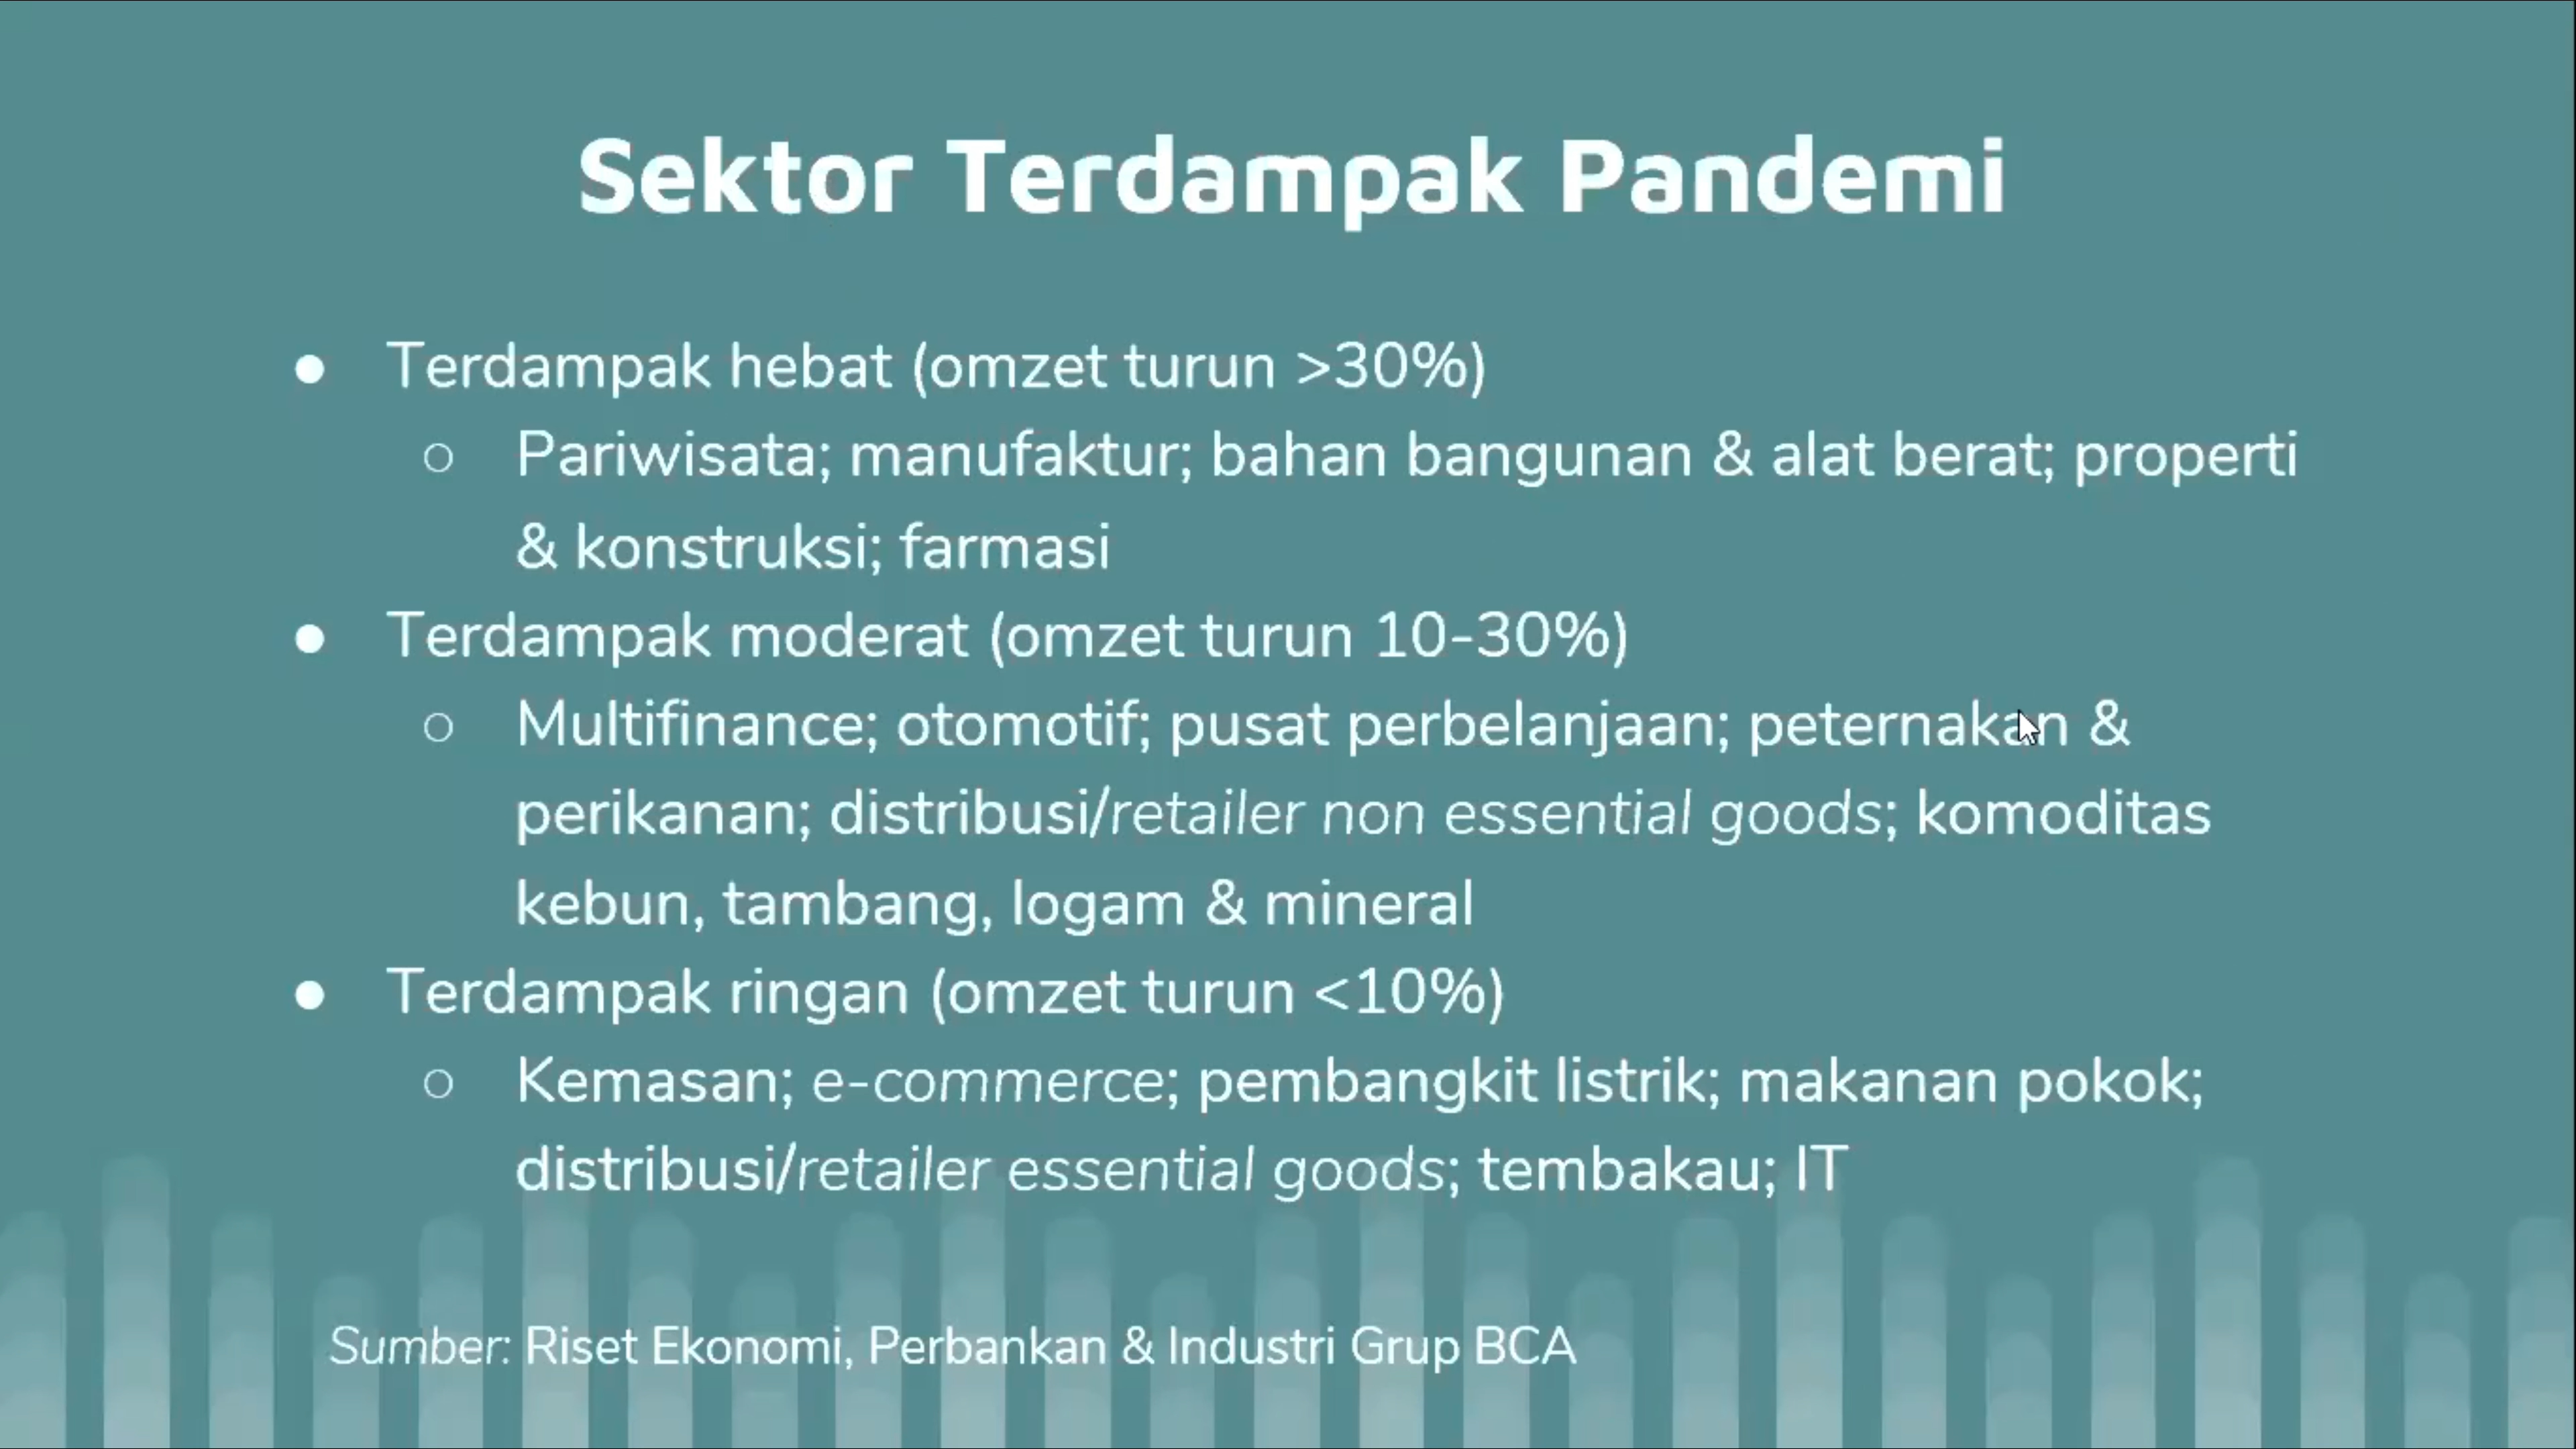 Sektor Terdampak Pandemi
● Terdampak hebat (omzet turun >30%)
○ Pariwisata; manufaktur; bahan bangunan & alat berat; properti
& konstruksi; farmasi
● Terdampak moderat (omzet turun 10-30%)
○ Multifinance; otomotif; pusat perbelanjaan; peternakan &
perikanan; distribusi/retailer non essential goods; komoditas
kebun, tambang, logam & mineral
● Terdampak ringan (omzet turun <10%)
○ Kemasan; e-commerce; pembangkit listrik; makanan pokok;
distribusi/retailer essential goods; tembakau; IT
Sumber: Riset Ekonomi, Perbankan & Industri Grup BCA